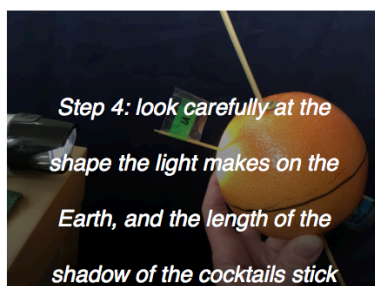 Step 4: look carefully at the
shape the light makes on the
Earth, and the length of the
shadow of the cocktails stick